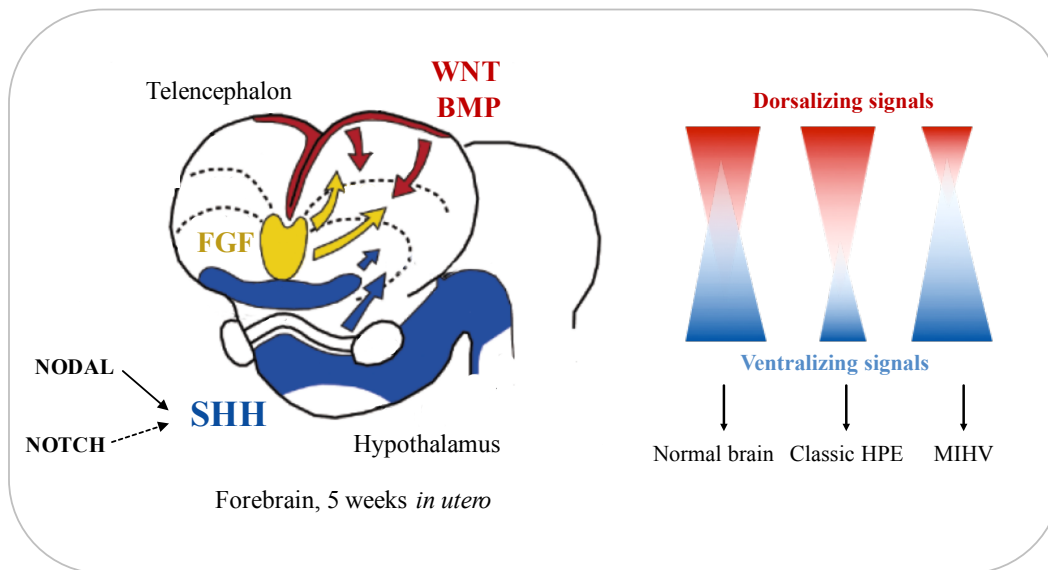 Telencephalon
WNT
BMP
FGF
NODAL
NOTCH
SHH
Hypothalamus
Forebrain, 5 weeks in utero
Dorsalizing signals
Ventralizing signals
Normal brain
Classic HPE
MIHV